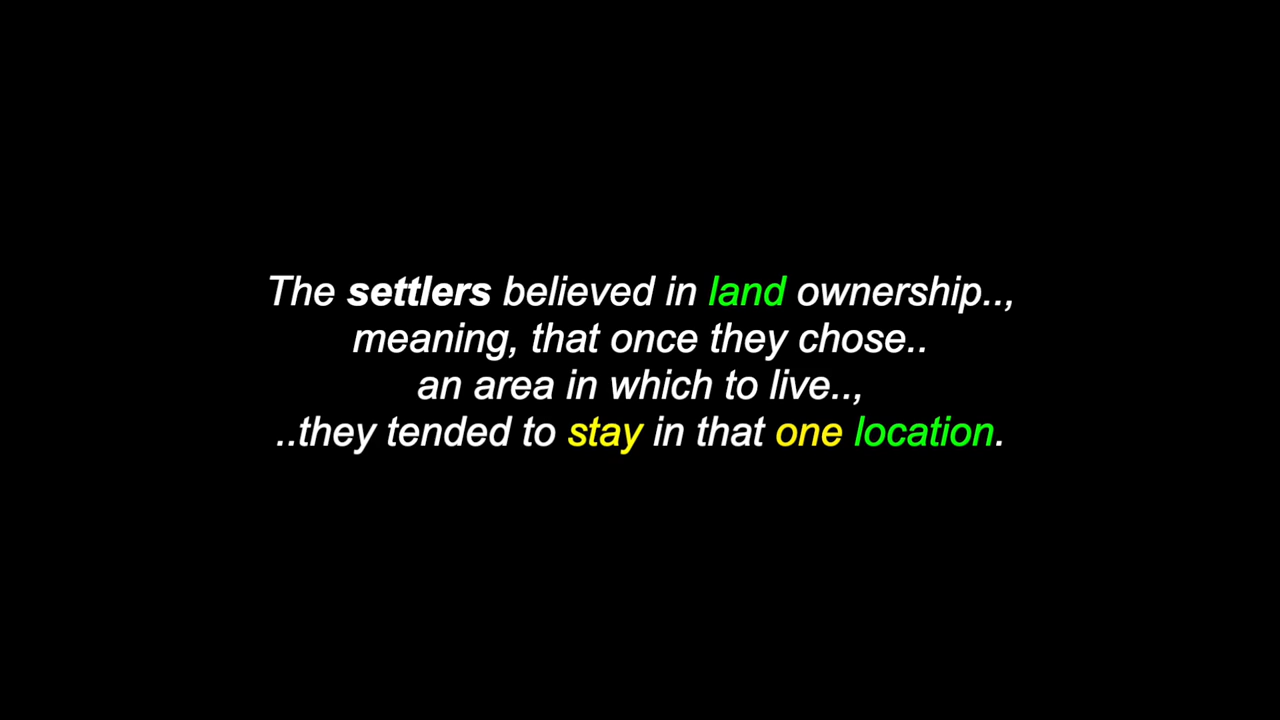 The settlers believed in land ownership..,
meaning, that once they chose..
an area in which to live..,
..they tended to stay in that one location.